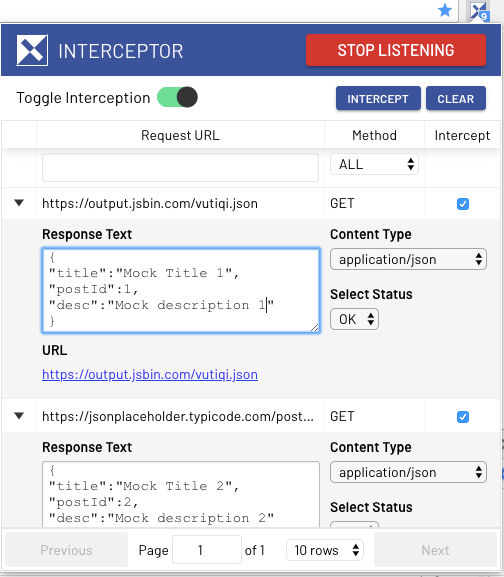 9
INTERCEPTOR
STOP LISTENING
Toggle Interception
INTERCEPT
CLEAR
Request URL
Method
Intercept
ALL
https://output.jsbin.com/vutiqi.json
GET
Response Text
Content Type
{
"title":"Mock Title 1",
"postId":1,
"desc":"Mock description 1"
}
application/json
Select Status
OK
URL
https://output.jsbin.com/vutiqi.json
https://jsonplaceholder.typicode.com/post...
GET
Response Text
Content Type
{
"title":"Mock Title 2",
"postId":2,
"desc":"Mock description 2"
application/json
Select Status
Previous
Page
1
of 1
10 rows
Next